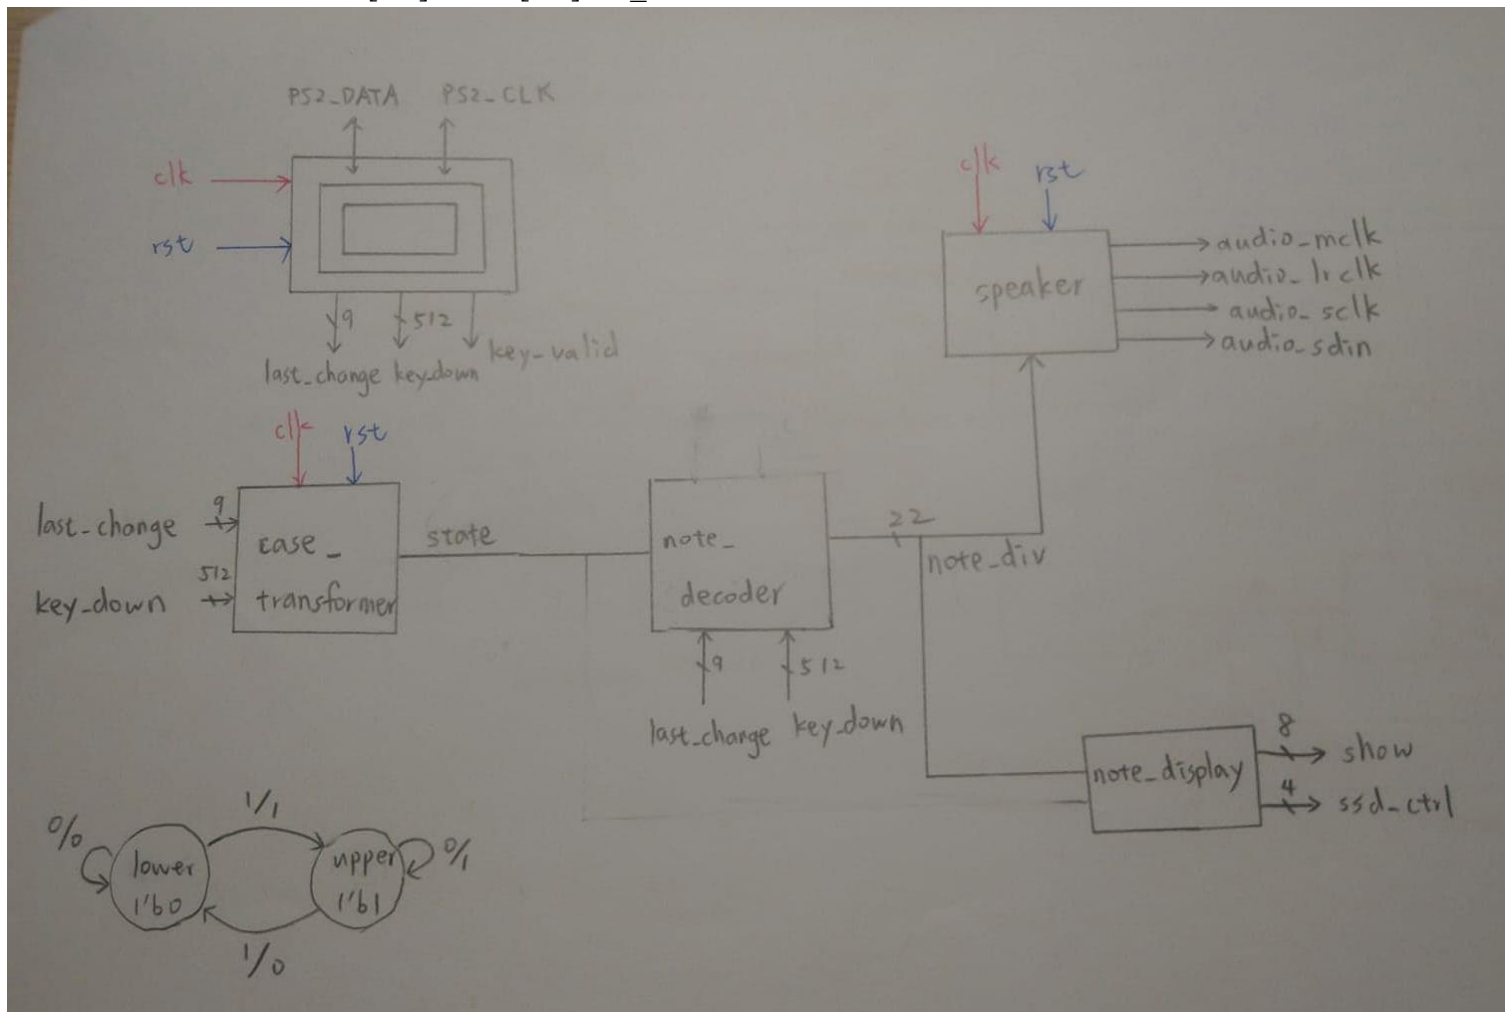 PS2_DATA
PS2_CLK
clk
rst
9
512
last_change
key_down
key_valid
clk
rst
speaker
audio_mclk
audio_lrclk
audio_sclk
audio_sdin
clk
rst
last_change
9
key_down
512
case_
transformer
state
note_
decoder
22
note_div
9
512
last_change
key_down
note_display
8
show
4
ssd_ctrl
0/0
1/1
0/1
lower
1'b0
upper
1'b1
1/0